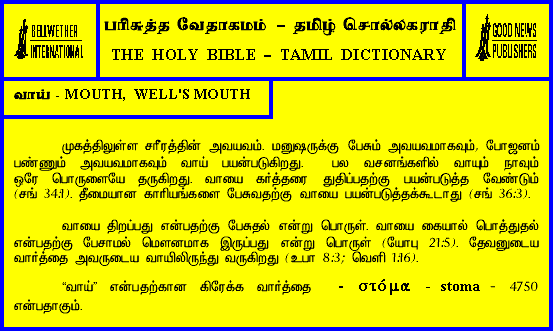 BELLWETHER
INTERNATIONAL
பரிசுத்த வேதாகமம் – தமிழ் சொல்லகராதி
THE HOLY BIBLE – TAMIL DICTIONARY
GOOD NEWS
PUBLISHERS
வாய் - MOUTH, WELL'S MOUTH
முகத்திலுள்ள சரீரத்தின் அவயவம். மனுஷருக்கு பேசும் அவயவமாகவும், போஜனம்
பண்ணும் அவயவமாகவும் வாய் பயன்படுகிறது. பல வசனங்களில் வாயும் நாவும்
ஒரே பொருளையே தருகிறது. வாயை கர்த்தரை துதிப்பதற்கு பயன்படுத்த வேண்டும்
(சங் 34:1). தீமையான காரியங்களை பேசுவதற்கு வாயை பயன்படுத்தக்கூடாது (சங் 36:3).
வாயை திறப்பது என்பதற்கு பேசுதல் என்று பொருள். வாயை கையால் பொத்துதல்
என்பதற்கு பேசாமல் மௌனமாக இருப்பது என்று பொருள் (யோபு 21:5). தேவனுடைய
வார்த்தை அவருடைய வாயிலிருந்து வருகிறது (உபா 8:3; வெளி 1:16).
“வாய்” என்பதற்கான கிரேக்க வார்த்தை - στόμα - stoma - 4750
என்பதாகும்.